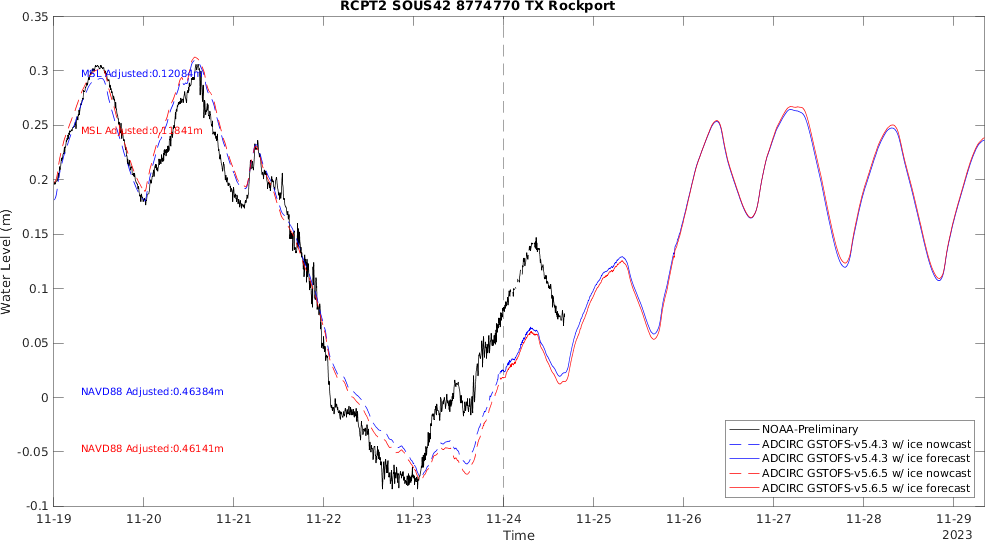 RCPT2 SOUS42 8774770 TX Rockport
0.35
0.3
0.25
0.2
0.15
0.1
0.05
0
-0.05
-0.1
Water Level (m)
MSL Adjusted:0.12084m
MSL Adjusted:0.11841m
NAVD88 Adjusted:0.46384m
NAVD88 Adjusted:0.46141m
NOAA-Preliminary
ADCIRC GSTOFS-v5.4.3 w/ ice nowcast
ADCIRC GSTOFS-v5.4.3 w/ ice forecast
ADCIRC GSTOFS-v5.6.5 w/ ice nowcast
ADCIRC GSTOFS-v5.6.5 w/ ice forecast
11-19 11-20 11-21 11-22 11-23 11-24 11-25 11-26 11-27 11-28 11-29
Time
2023